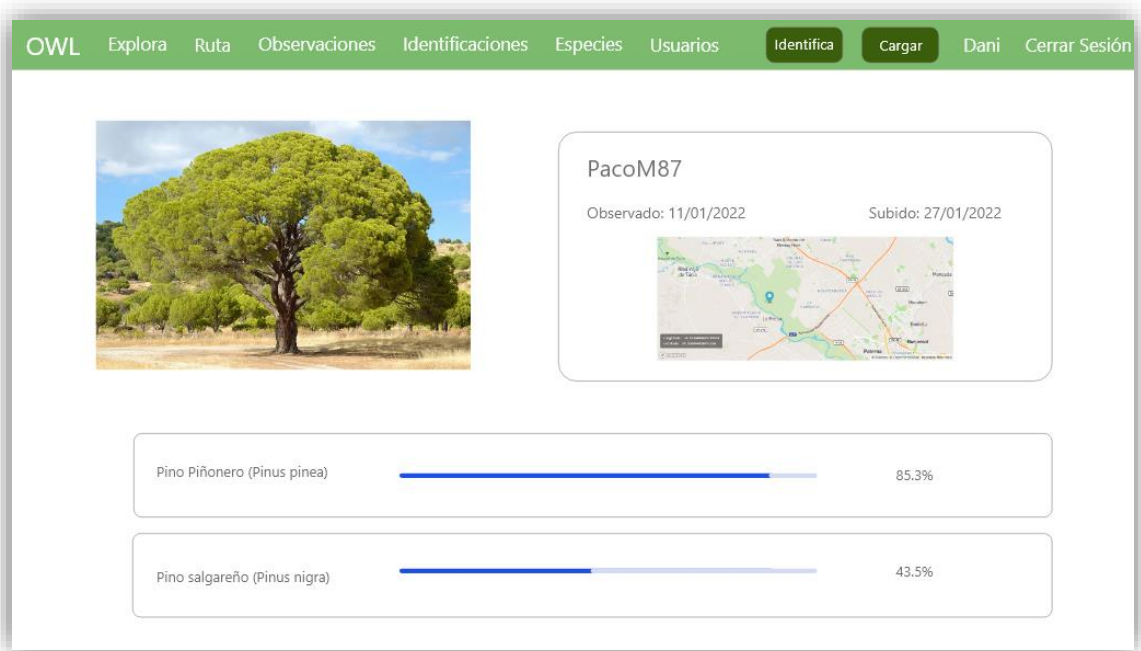 OWL Explora Ruta Observaciones Identificaciones Especies Usuarios Identifica Cargar Dani Cerrar Sesión
PacoM87
Observado: 11/01/2022 Subido: 27/01/2022
Paterna
Pino Piñonero (Pinus pinea) 85.3%
Pino salgareño (Pinus nigra) 43.5%